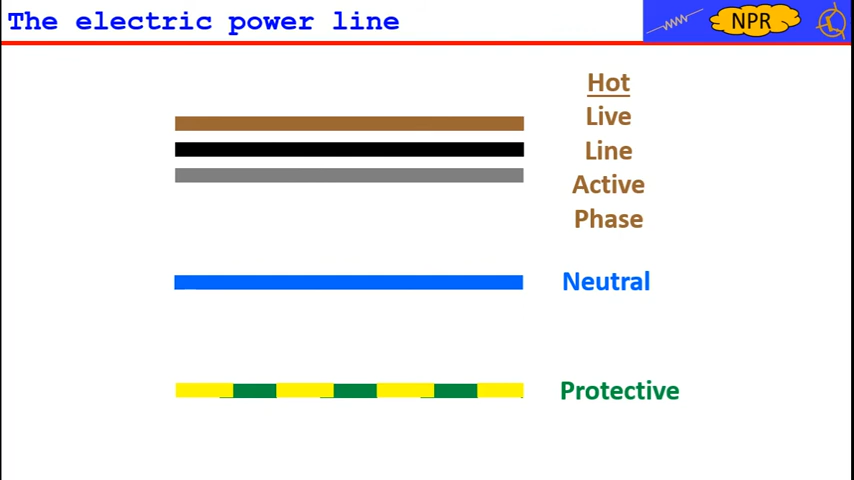 The electric power line
NPR
Hot
Live
Line
Active
Phase
Neutral
Protective